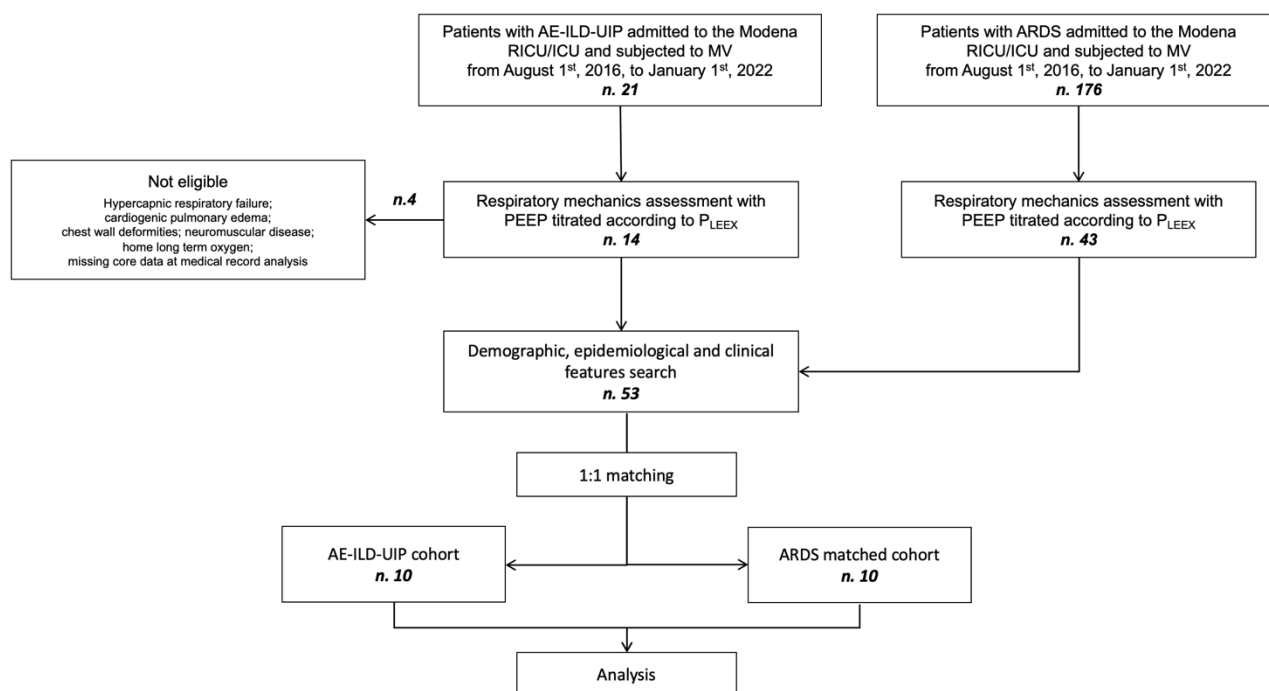 Patients with AE-ILD-UIP admitted to the Modena
RICU/ICU and subjected to MV
from August 1st, 2016, to January 1st, 2022
n. 21
Patients with ARDS admitted to the Modena
RICU/ICU and subjected to MV
from August 1st, 2016, to January 1st, 2022
n. 176
Not eligible
Hypercapnic respiratory failure;
cardiogenic pulmonary edema;
chest wall deformities; neuromuscular disease;
home long term oxygen;
missing core data at medical record analysis
n.4
Respiratory mechanics assessment with
PEEP titrated according to PLEEX
n. 14
Respiratory mechanics assessment with
PEEP titrated according to PLEEX
n. 43
Demographic, epidemiological and clinical
features search
n. 53
1:1 matching
AE-ILD-UIP cohort
n. 10
ARDS matched cohort
n. 10
Analysis